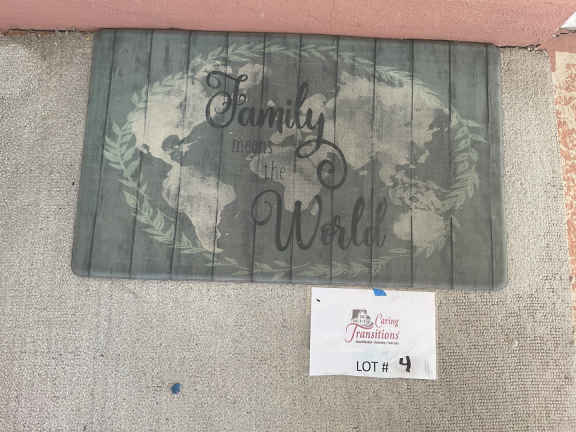 Family
means
the
World
Caring
Transitions
LOT # 4